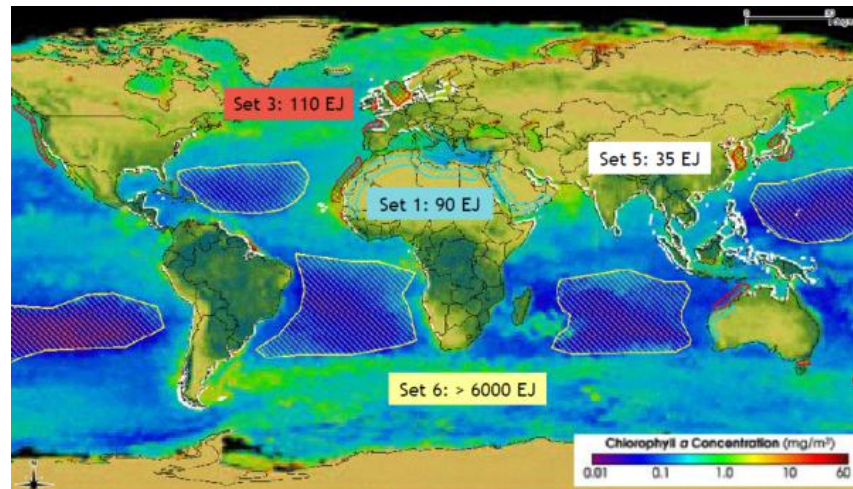 Set 3: 110 EJ
Set 5: 35 EJ
Set 1: 90 EJ
Set 6: > 6000 EJ
Chlorophyll a Concentration (mg/m³)
0.01 0.1 1.0 10 60